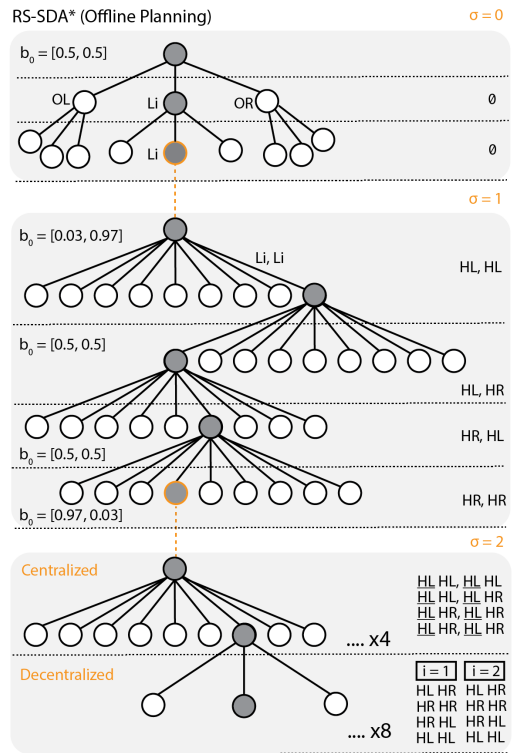 RS-SDA* (Offline Planning)
σ = 0
b₀ = [0.5, 0.5]
OL
Li
OR
∅
Li
∅
σ = 1
b₀ = [0.03, 0.97]
Li, Li
HL, HL
b₀ = [0.5, 0.5]
HL, HR
HR, HL
b₀ = [0.5, 0.5]
HR, HR
b₀ = [0.97, 0.03]
σ = 2
Centralized
HL HL, HL HL
HL HL, HL HR
HL HR, HL HR
HL HR, HL HR
.... x4
Decentralized
i = 1 i = 2
HL HR HL HR
HR HR HR HR
HR HL HR HL
HL HL HL HL
.... x8